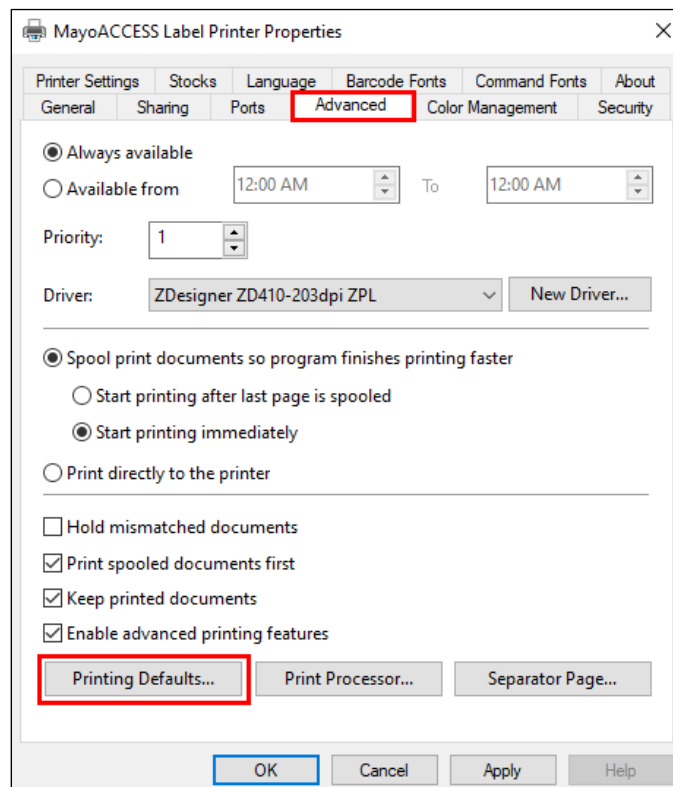 MayoACCESS Label Printer Properties
Printer Settings Stocks Language Barcode Fonts Command Fonts About
General Sharing Ports Advanced Color Management Security
Always available
Available from 12:00 AM To 12:00 AM
Priority: 1
Driver: ZDesigner ZD410-203dpi ZPL New Driver...
Spool print documents so program finishes printing faster
Start printing after last page is spooled
Start printing immediately
Print directly to the printer
Hold mismatched documents
Print spooled documents first
Keep printed documents
Enable advanced printing features
Printing Defaults... Print Processor... Separator Page...
OK Cancel Apply Help